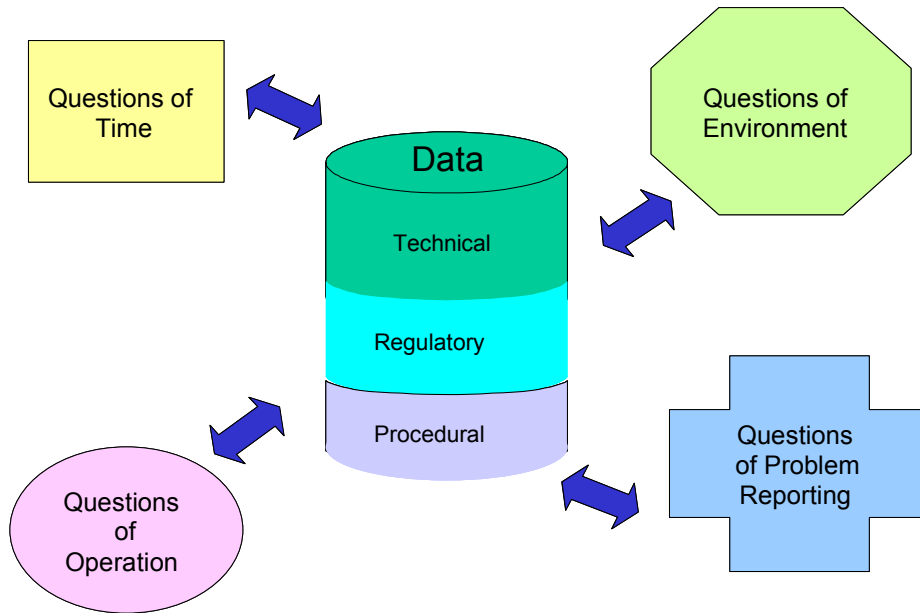 Questions of
Time
Questions of
Environment
Data
Technical
Regulatory
Procedural
Questions
of
Operation
Questions
of Problem
Reporting